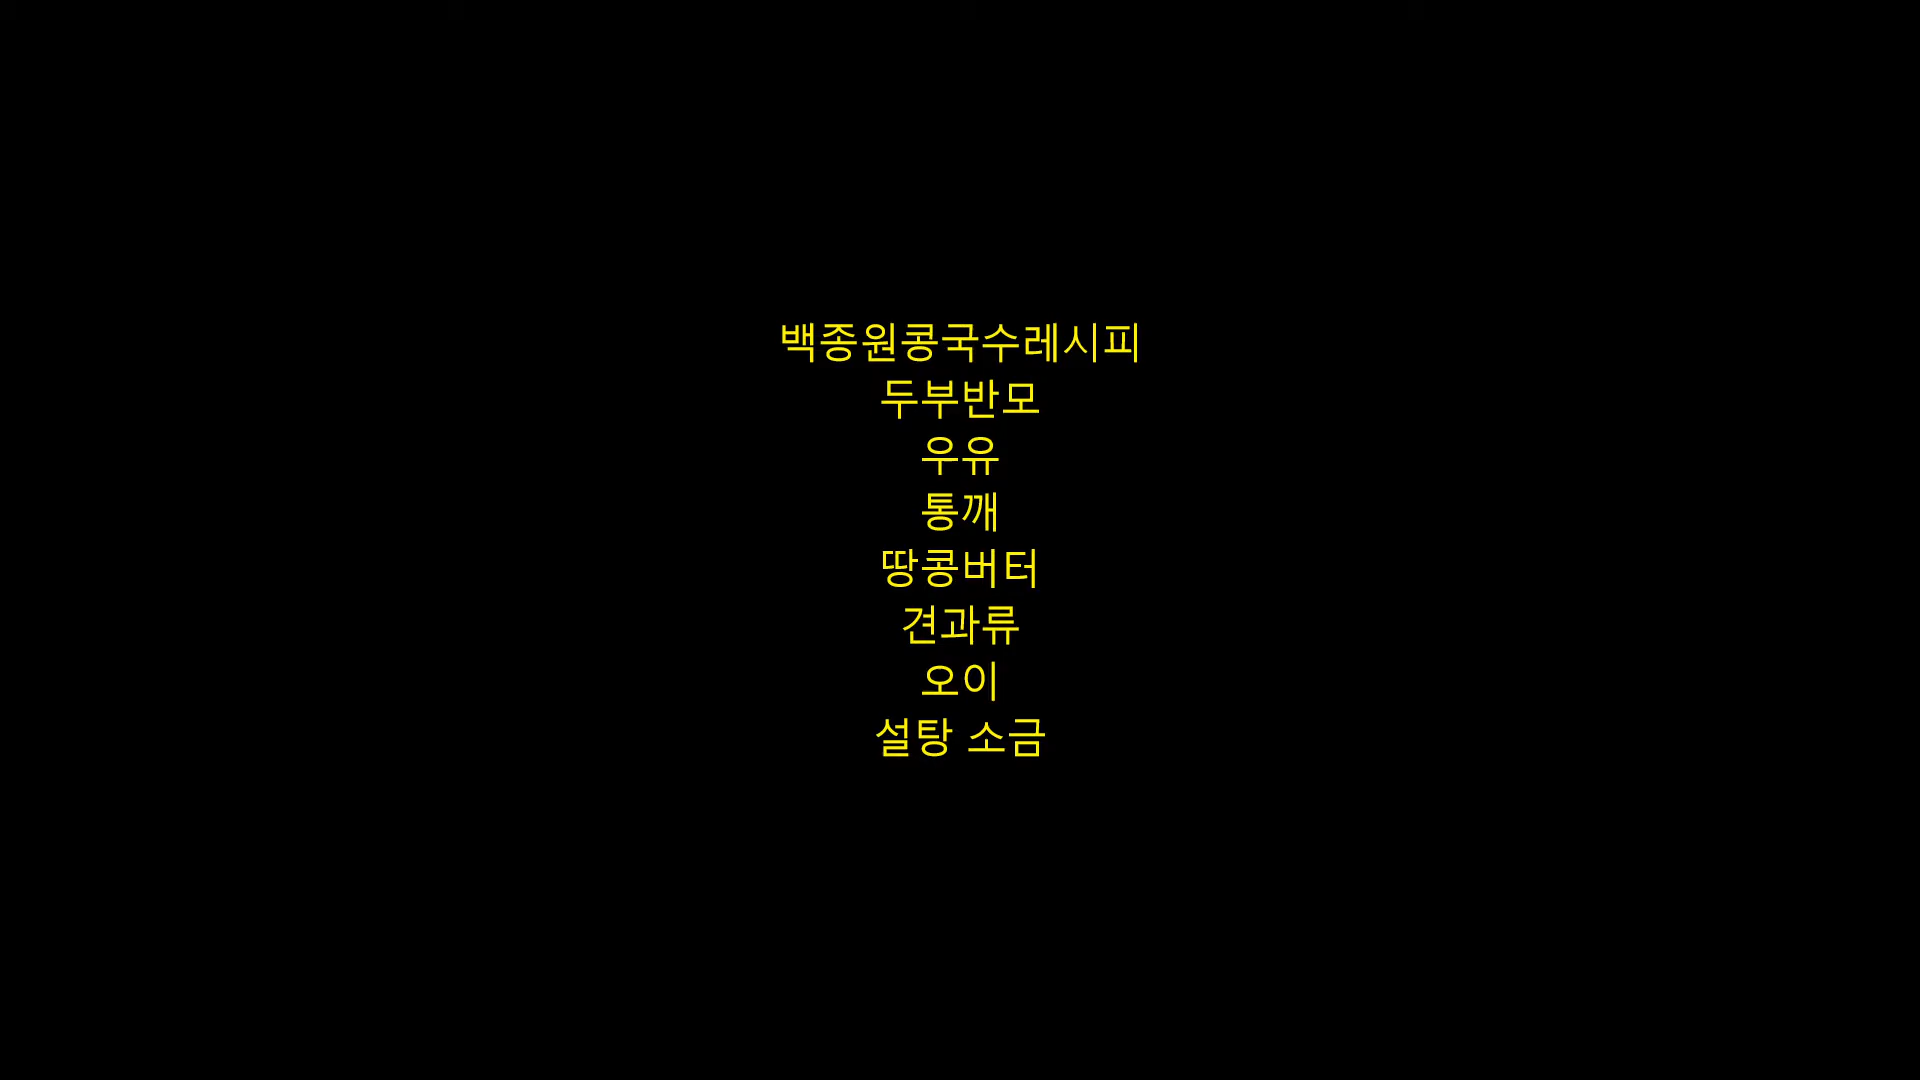 백종원콩국수레시피
두부반모
우유
통깨
땅콩버터
견과류
오이
설탕 소금